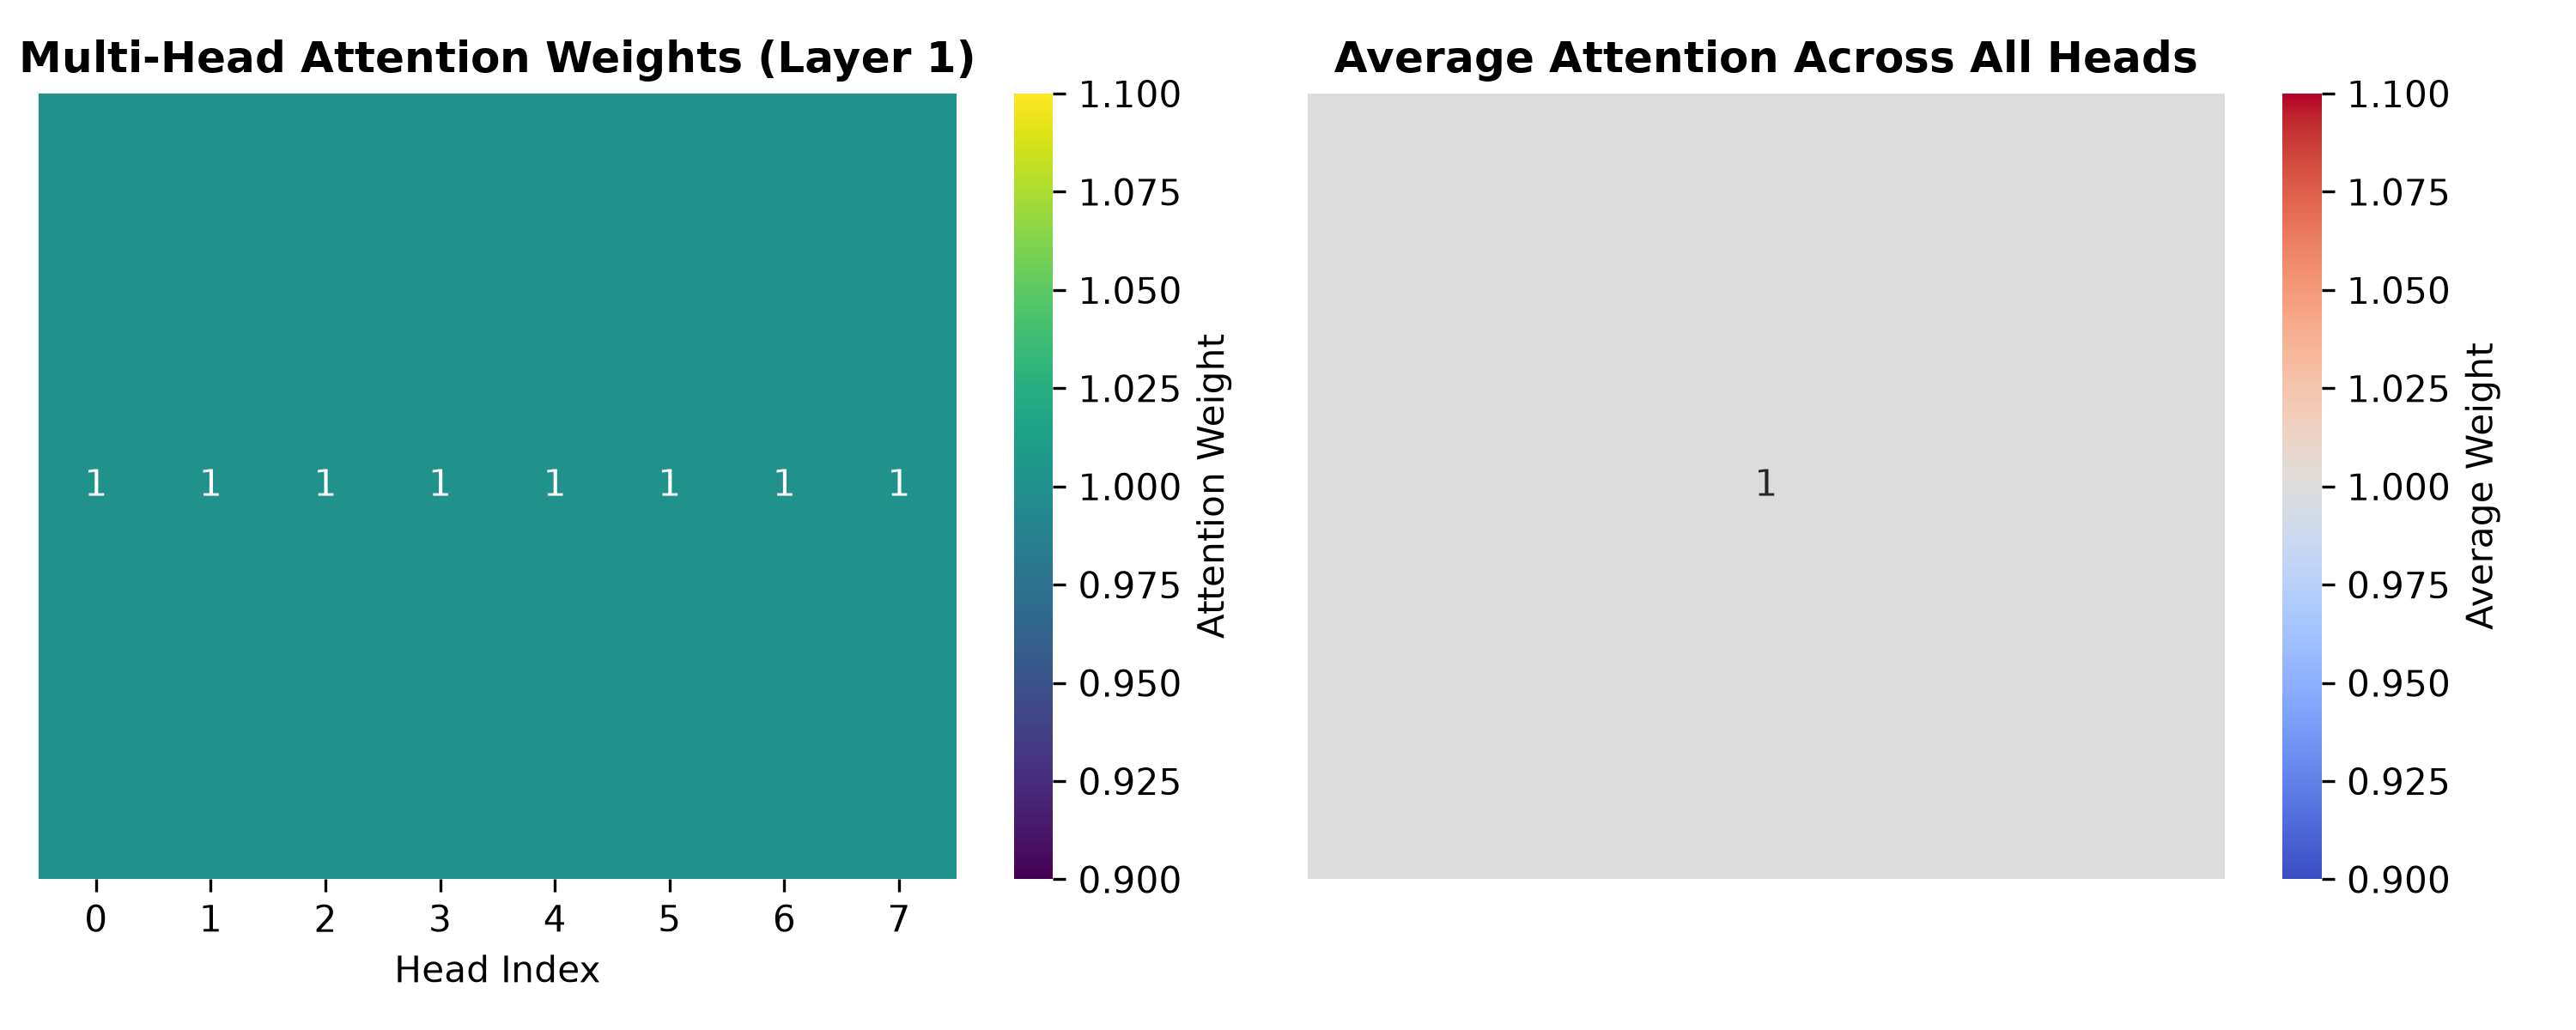 Multi-Head Attention Weights (Layer 1)
1 1 1 1 1 1 1 1
0 1 2 3 4 5 6 7
Head Index
1.100
1.075
1.050
1.025
1.000
0.975
0.950
0.925
0.900
Attention Weight
Average Attention Across All Heads
1
1.100
1.075
1.050
1.025
1.000
0.975
0.950
0.925
0.900
Average Weight